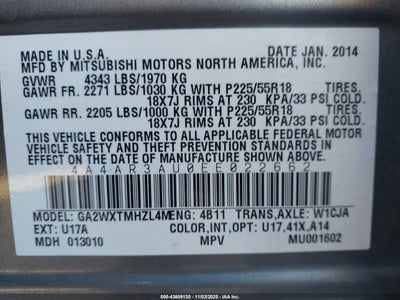 MADE IN U.S.A. DATE JAN. 2014
MFD BY MITSUBISHI MOTORS NORTH AMERICA, INC.
GVWR 4343 LBS/1970 KG
GAWR FR. 2271 LBS/1030 KG WITH P225/55R18 TIRES,
18X7J RIMS AT 230 KPA/33 PSI COLD.
GAWR RR. 2205 LBS/1000 KG WITH P225/55R18 TIRES,
18X7J RIMS AT 230 KPA/33 PSI COLD.
THIS VEHICLE CONFORMS TO ALL APPLICABLE FEDERAL MOTOR
VEHICLE SAFETY AND THEFT PREVENTION STANDARDS IN
EFFECT ON THE DATE OF MANUFACTURE SHOWN ABOVE.
4A4AR3AU0EE022662
MODEL: GA2WXTMHZL4M ENG: 4B11 TRANS,AXLE: W1CJA
EXT: U17A COLOR,INT,OPT: U17,41X,A14
MDH 013010 MPV MU001602
Stock # - 43609130 - 11/03/2025 - IAA Inc.